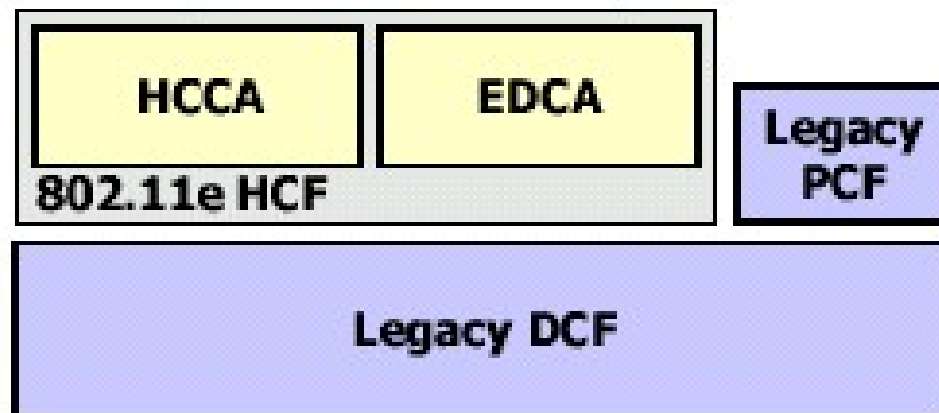 HCCA
EDCA
802.11e HCF
Legacy
PCF
Legacy DCF